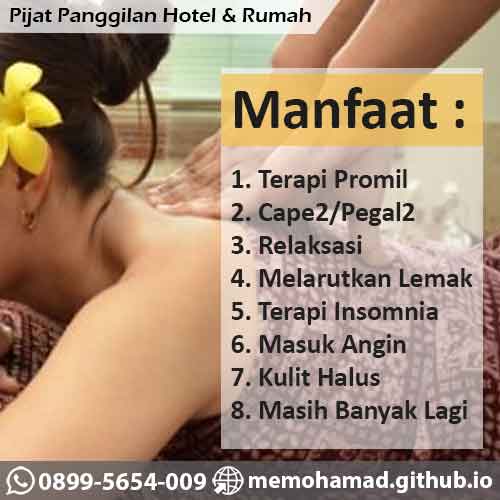 Pijat Panggilan Hotel & Rumah
Manfaat :
1. Terapi Promil
2. Cape2/Pegal2
3. Relaksasi
4. Melarutkan Lemak
5. Terapi Insomnia
6. Masuk Angin
7. Kulit Halus
8. Masih Banyak Lagi
0899-5654-009 memohamad.github.io